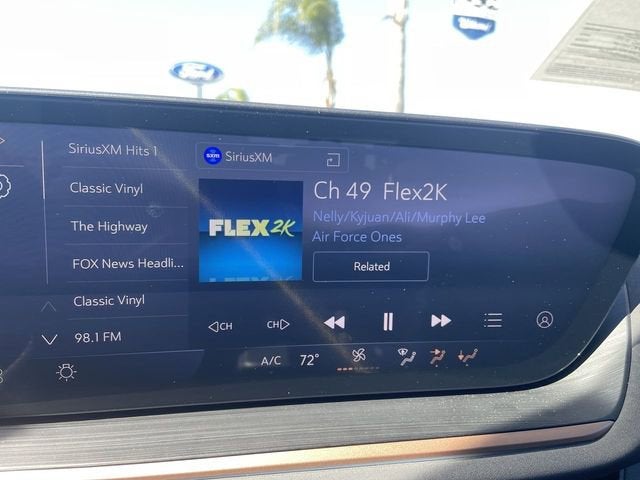 Ford
SiriusXM Hits 1
Classic Vinyl
The Highway
FOX News Headli...
Classic Vinyl
98.1 FM
sxm SiriusXM
FLEX2K
Ch 49 Flex2K
Nelly/Kyjuan/Ali/Murphy Lee
Air Force Ones
Related
CH
CH
A/C 72°